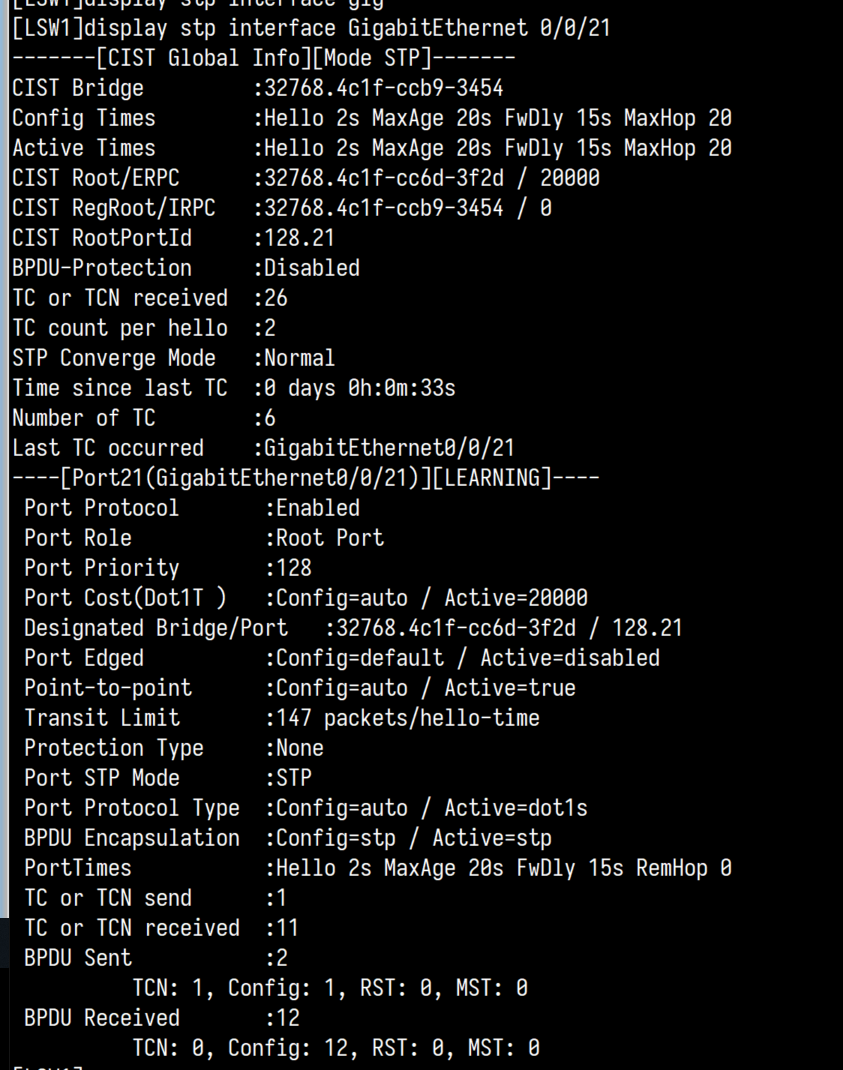 [LSW1]display stp interface gig
[LSW1]display stp interface GigabitEthernet 0/0/21
-------[CIST Global Info][Mode STP]-------
CIST Bridge         :32768.4c1f-ccb9-3454
Config Times        :Hello 2s MaxAge 20s FwDly 15s MaxHop 20
Active Times        :Hello 2s MaxAge 20s FwDly 15s MaxHop 20
CIST Root/ERPC      :32768.4c1f-cc6d-3f2d / 20000
CIST RegRoot/IRPC   :32768.4c1f-ccb9-3454 / 0
CIST RootPortId     :128.21
BPDU-Protection     :Disabled
TC or TCN received  :26
TC count per hello  :2
STP Converge Mode   :Normal
Time since last TC  :0 days 0h:0m:33s
Number of TC        :6
Last TC occurred    :GigabitEthernet0/0/21
----[Port21(GigabitEthernet0/0/21)][LEARNING]----
 Port Protocol       :Enabled
 Port Role           :Root Port
 Port Priority       :128
 Port Cost(Dot1T )   :Config=auto / Active=20000
 Designated Bridge/Port   :32768.4c1f-cc6d-3f2d / 128.21
 Port Edged          :Config=default / Active=disabled
 Point-to-point      :Config=auto / Active=true
 Transit Limit       :147 packets/hello-time
 Protection Type     :None
 Port STP Mode       :STP
 Port Protocol Type  :Config=auto / Active=dot1s
 BPDU Encapsulation  :Config=stp / Active=stp
 PortTimes           :Hello 2s MaxAge 20s FwDly 15s RemHop 0
 TC or TCN send      :1
 TC or TCN received  :11
 BPDU Sent           :2
          TCN: 1, Config: 1, RST: 0, MST: 0
 BPDU Received       :12
          TCN: 0, Config: 12, RST: 0, MST: 0
[LSW1]